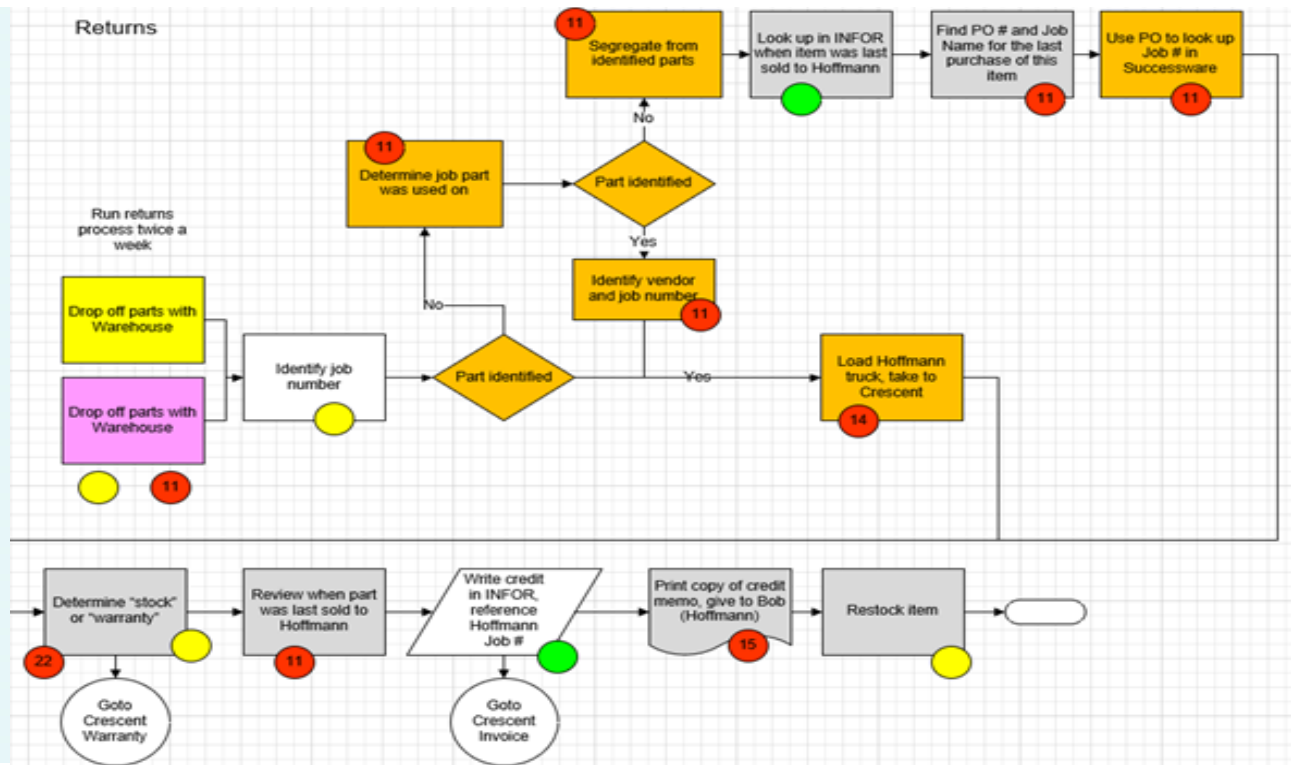 Returns
11
Segregate from
identified parts
Look up in INFOR
when item was last
sold to Hoffmann
Find PO # and Job
Name for the last
purchase of this
item
11
Use PO to look up
Job # in
Successware
11
No
11
Determine job part
was used on
Part identified
Yes
Identify vendor
and job number
11
Run returns
process twice a
week
Drop off parts with
Warehouse
Drop off parts with
Warehouse
11
Identify job
number
No
Part identified
Yes
Load Hoffmann
truck, take to
Crescent
14
Determine "stock"
or "warranty"
22
Goto
Crescent
Warranty
Review when part
was last sold to
Hoffmann
11
Write credit
in INFOR,
reference
Hoffmann
Job #
Goto
Crescent
Invoice
Print copy of credit
memo, give to Bob
(Hoffmann)
15
Restock item